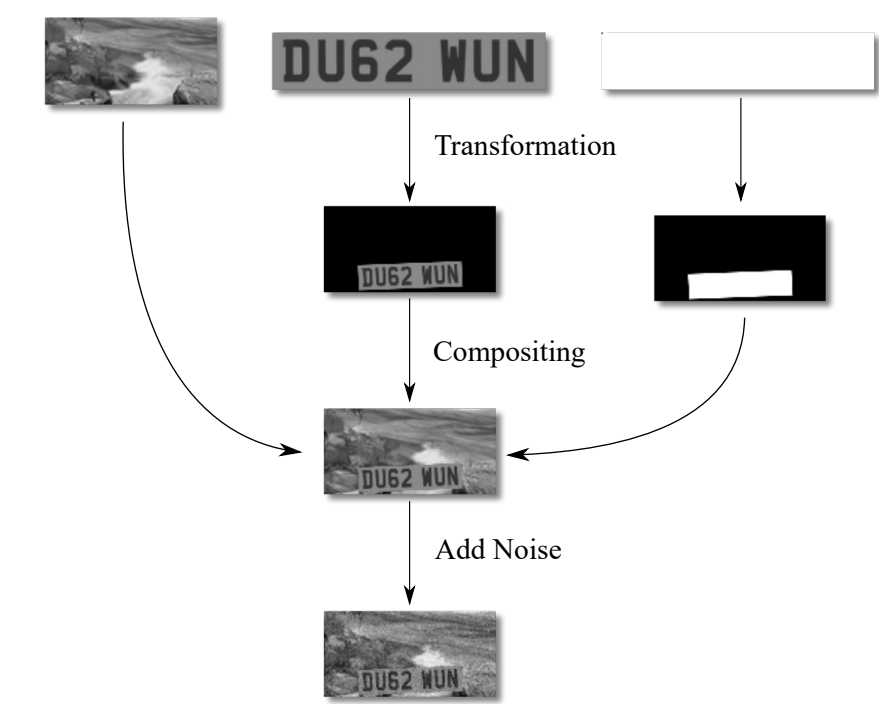 DU62 WUN
Transformation
DU62 WUN
Compositing
DU62 WUN
Add Noise
DU62 WUN